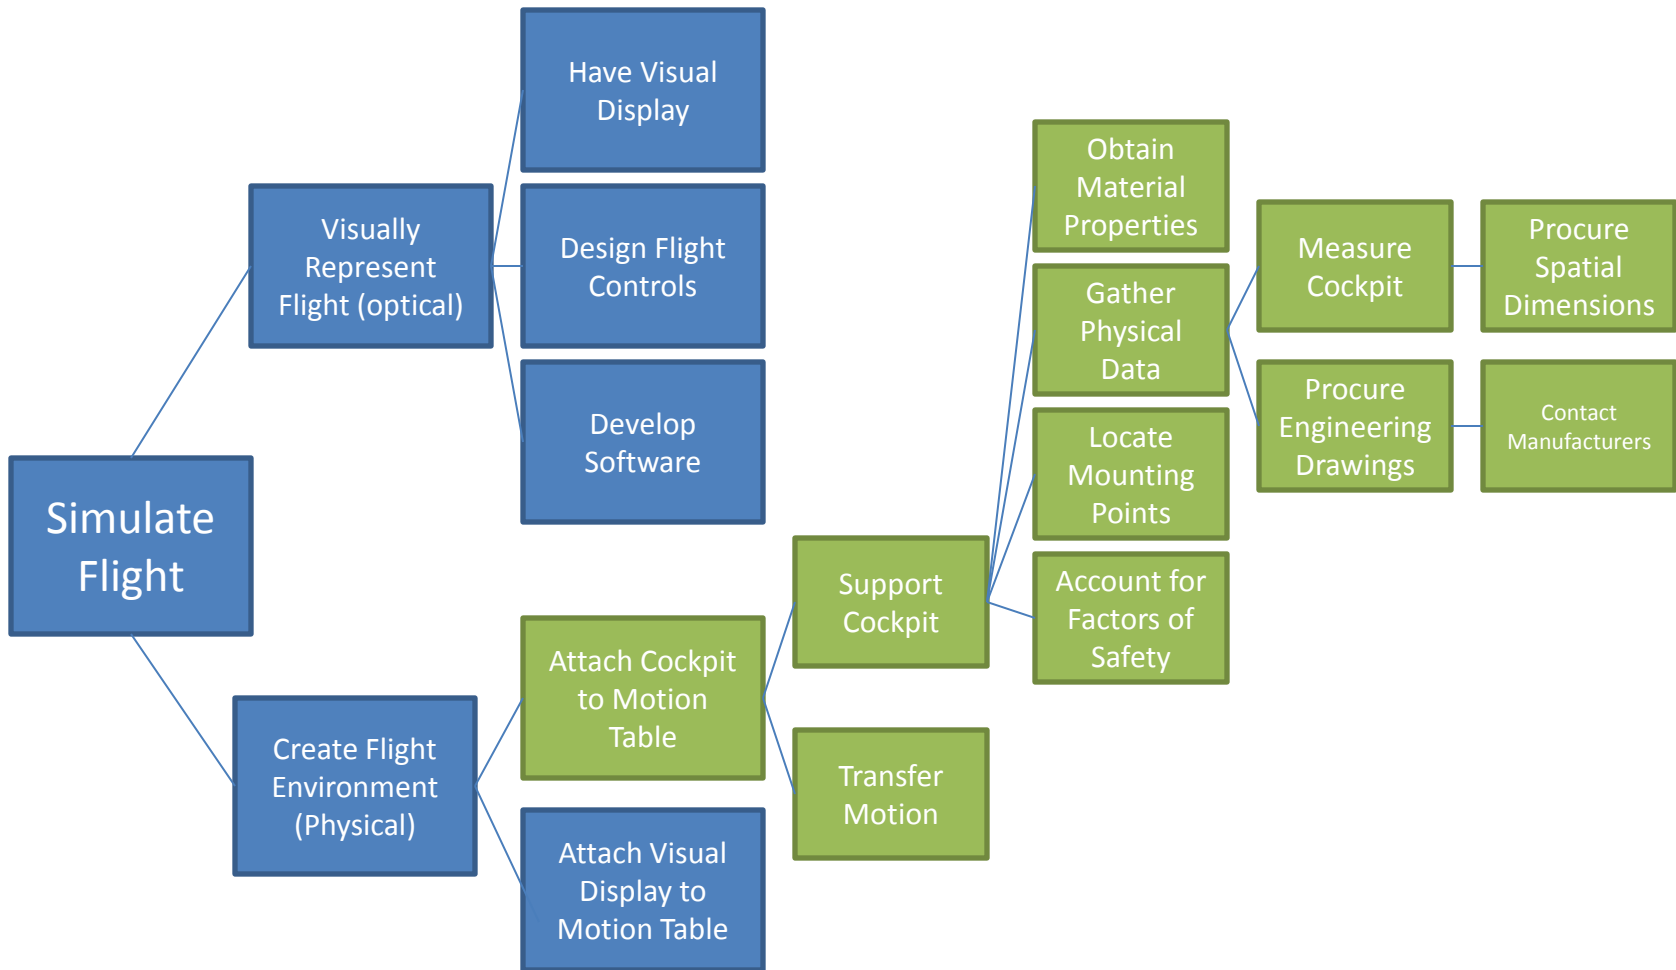 Simulate
Flight
Visually
Represent
Flight (optical)
Have Visual
Display
Design Flight
Controls
Develop
Software
Create Flight
Environment
(Physical)
Attach Cockpit
to Motion
Table
Support
Cockpit
Obtain
Material
Properties
Gather
Physical
Data
Measure
Cockpit
Procure
Spatial
Dimensions
Procure
Engineering
Drawings
Contact
Manufacturers
Locate
Mounting
Points
Account for
Factors of
Safety
Transfer
Motion
Attach Visual
Display to
Motion Table